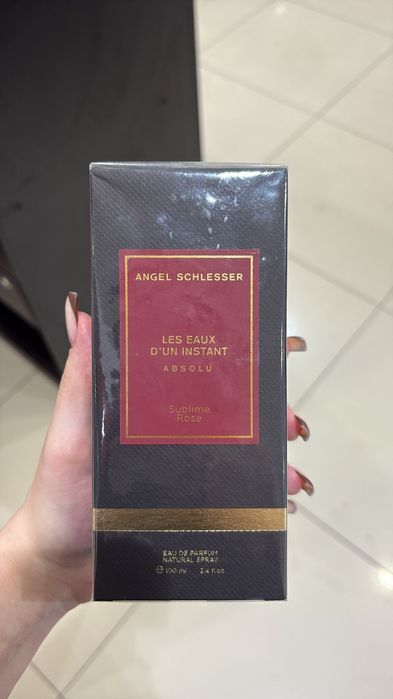 ANGEL SCHLESSER
LES EAUX
D'UN INSTANT
ABSOLU
Sublime
Rose
EAU DE PARFUM
NATURAL SPRAY
℮ 100 ml 3.4 fl oz